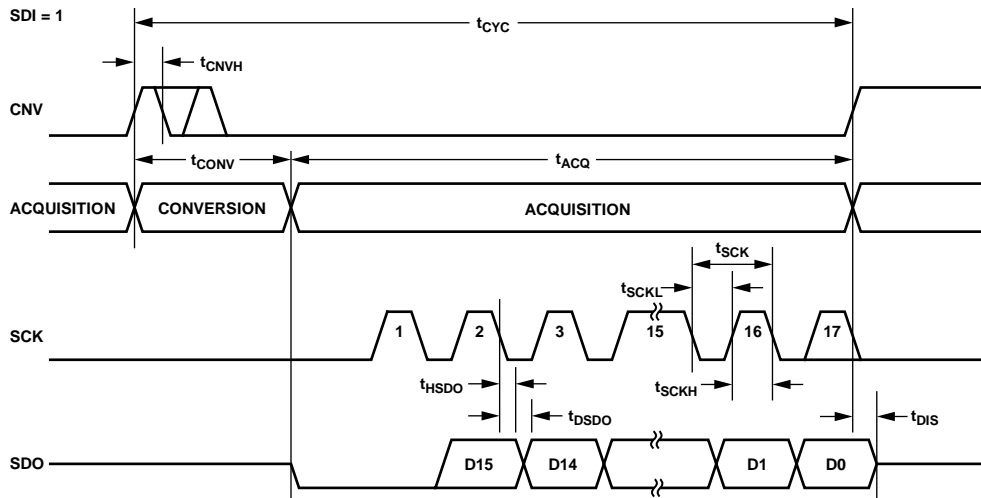 SDI = 1
tCYC
tCNVH
CNV
tCONV
tACQ
ACQUISITION
CONVERSION
ACQUISITION
tSCK
tSCKL
SCK
1
2
3
15
16
17
tHSDO
tSCKH
tDSDO
tDIS
SDO
D15
D14
D1
D0